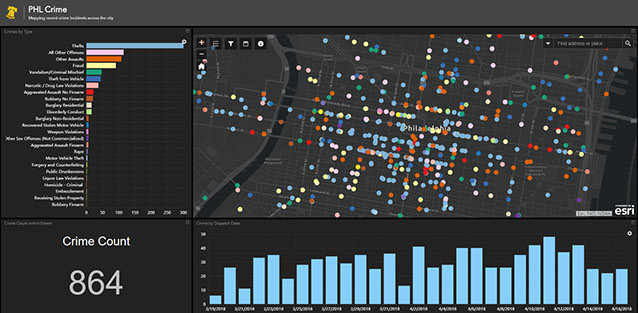 PHL Crime
Mapping recent crime incidents across the city
Crimes by Type
Thefts
All Other Offenses
Other Assaults
Fraud
Vandalism/Criminal Mischief
Theft from Vehicle
Narcotic / Drug Law Violations
Aggravated Assault No Firearm
Robbery No Firearm
Burglary Residential
Disorderly Conduct
Burglary Non-Residential
Recovered Stolen Motor Vehicle
Weapon Violations
Other Sex Offenses (Not Commercialized)
Aggravated Assault Firearm
Rape
Motor Vehicle Theft
Forgery and Counterfeiting
Public Drunkenness
Liquor Law Violations
Homicide - Criminal
Embezzlement
Receiving Stolen Property
Robbery Firearm
0 50 100 150 200 250 300
Find address or place
Philadelphia
POWERED BY
esri
Crime Count within Extent
Crime Count
864
Crime by Dispatch Date
50
40
30
20
10
0
2/19/2018 2/21/2018 2/23/2018 2/25/2018 2/27/2018 3/1/2018 3/3/2018 3/25/2018 3/31/2018 4/2/2018 4/4/2018 4/6/2018 4/8/2018 4/10/2018 4/12/2018 4/14/2018 4/16/2018